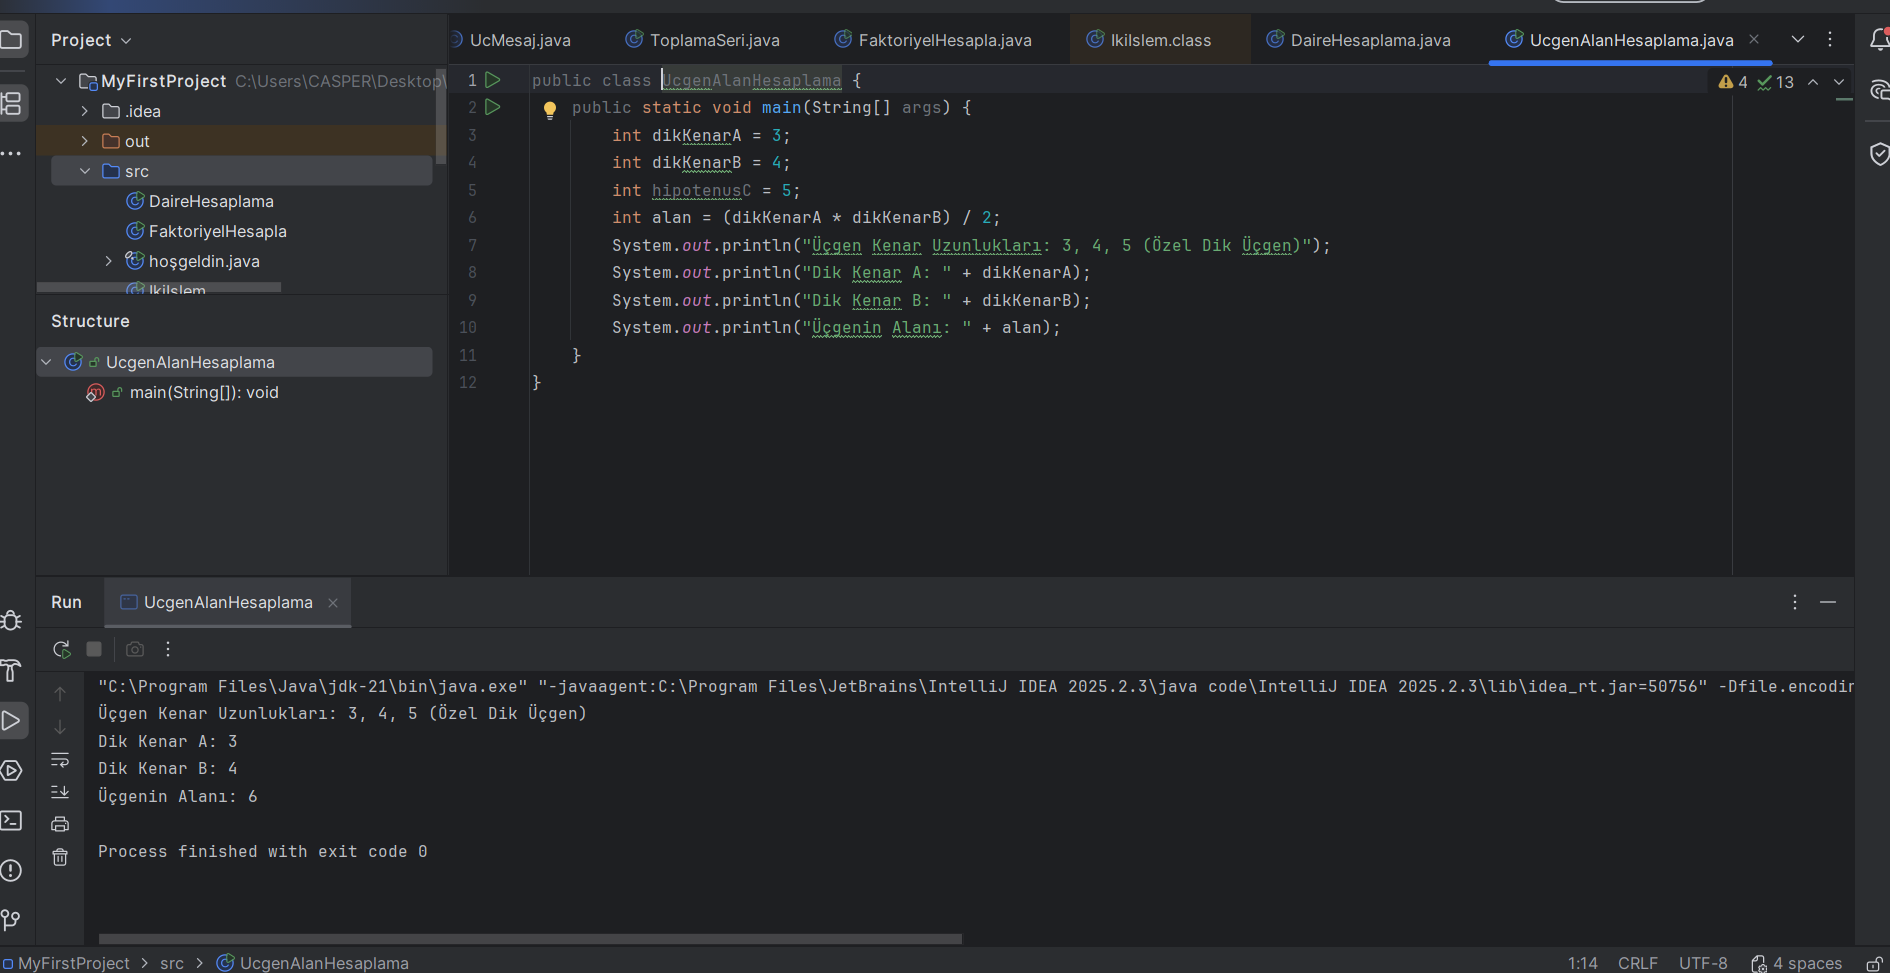 Project
MyFirstProject C:\Users\CASPER\Desktop\
.idea
out
src
DaireHesaplama
FaktoriyelHesapla
hoşgeldin.java
IkiIslem
Structure
UcgenAlanHesaplama
main(String[]): void
UcMesaj.java ToplamaSeri.java FaktoriyelHesapla.java IkiIslem.class DaireHesaplama.java UcgenAlanHesaplama.java
4 13
1 public class UcgenAlanHesaplama {
2 public static void main(String[] args) {
3 int dikKenarA = 3;
4 int dikKenarB = 4;
5 int hipotenusC = 5;
6 int alan = (dikKenarA * dikKenarB) / 2;
7 System.out.println("Üçgen Kenar Uzunlukları: 3, 4, 5 (Özel Dik Üçgen)");
8 System.out.println("Dik Kenar A: " + dikKenarA);
9 System.out.println("Dik Kenar B: " + dikKenarB);
10 System.out.println("Üçgenin Alanı: " + alan);
11 }
12 }
Run UcgenAlanHesaplama
"C:\Program Files\Java\jdk-21\bin\java.exe" "-javaagent:C:\Program Files\JetBrains\IntelliJ IDEA 2025.2.3\java code\IntelliJ IDEA 2025.2.3\lib\idea_rt.jar=50756" -Dfile.encodin
Üçgen Kenar Uzunlukları: 3, 4, 5 (Özel Dik Üçgen)
Dik Kenar A: 3
Dik Kenar B: 4
Üçgenin Alanı: 6
Process finished with exit code 0
MyFirstProject > src > UcgenAlanHesaplama
1:14 CRLF UTF-8 4 spaces